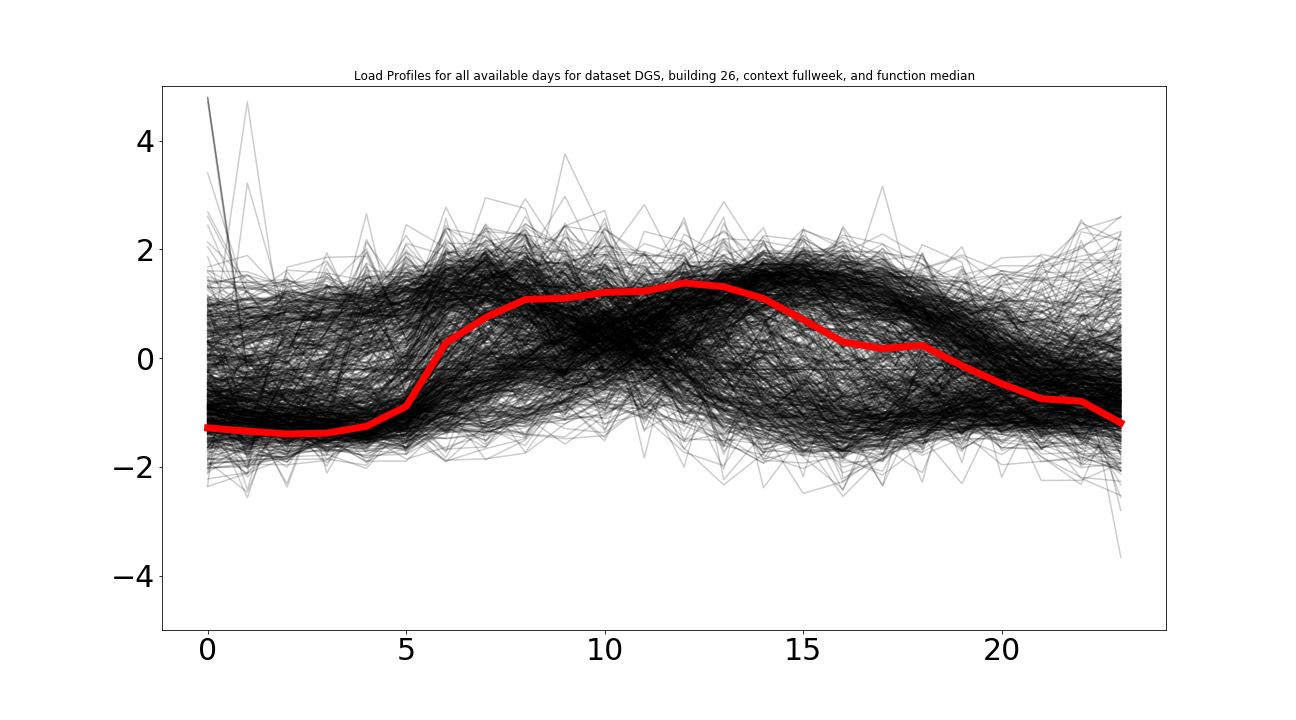 Load Profiles for all available days for dataset DGS, building 26, context fullweek, and function median
4
2
0
−2
−4
0 5 10 15 20